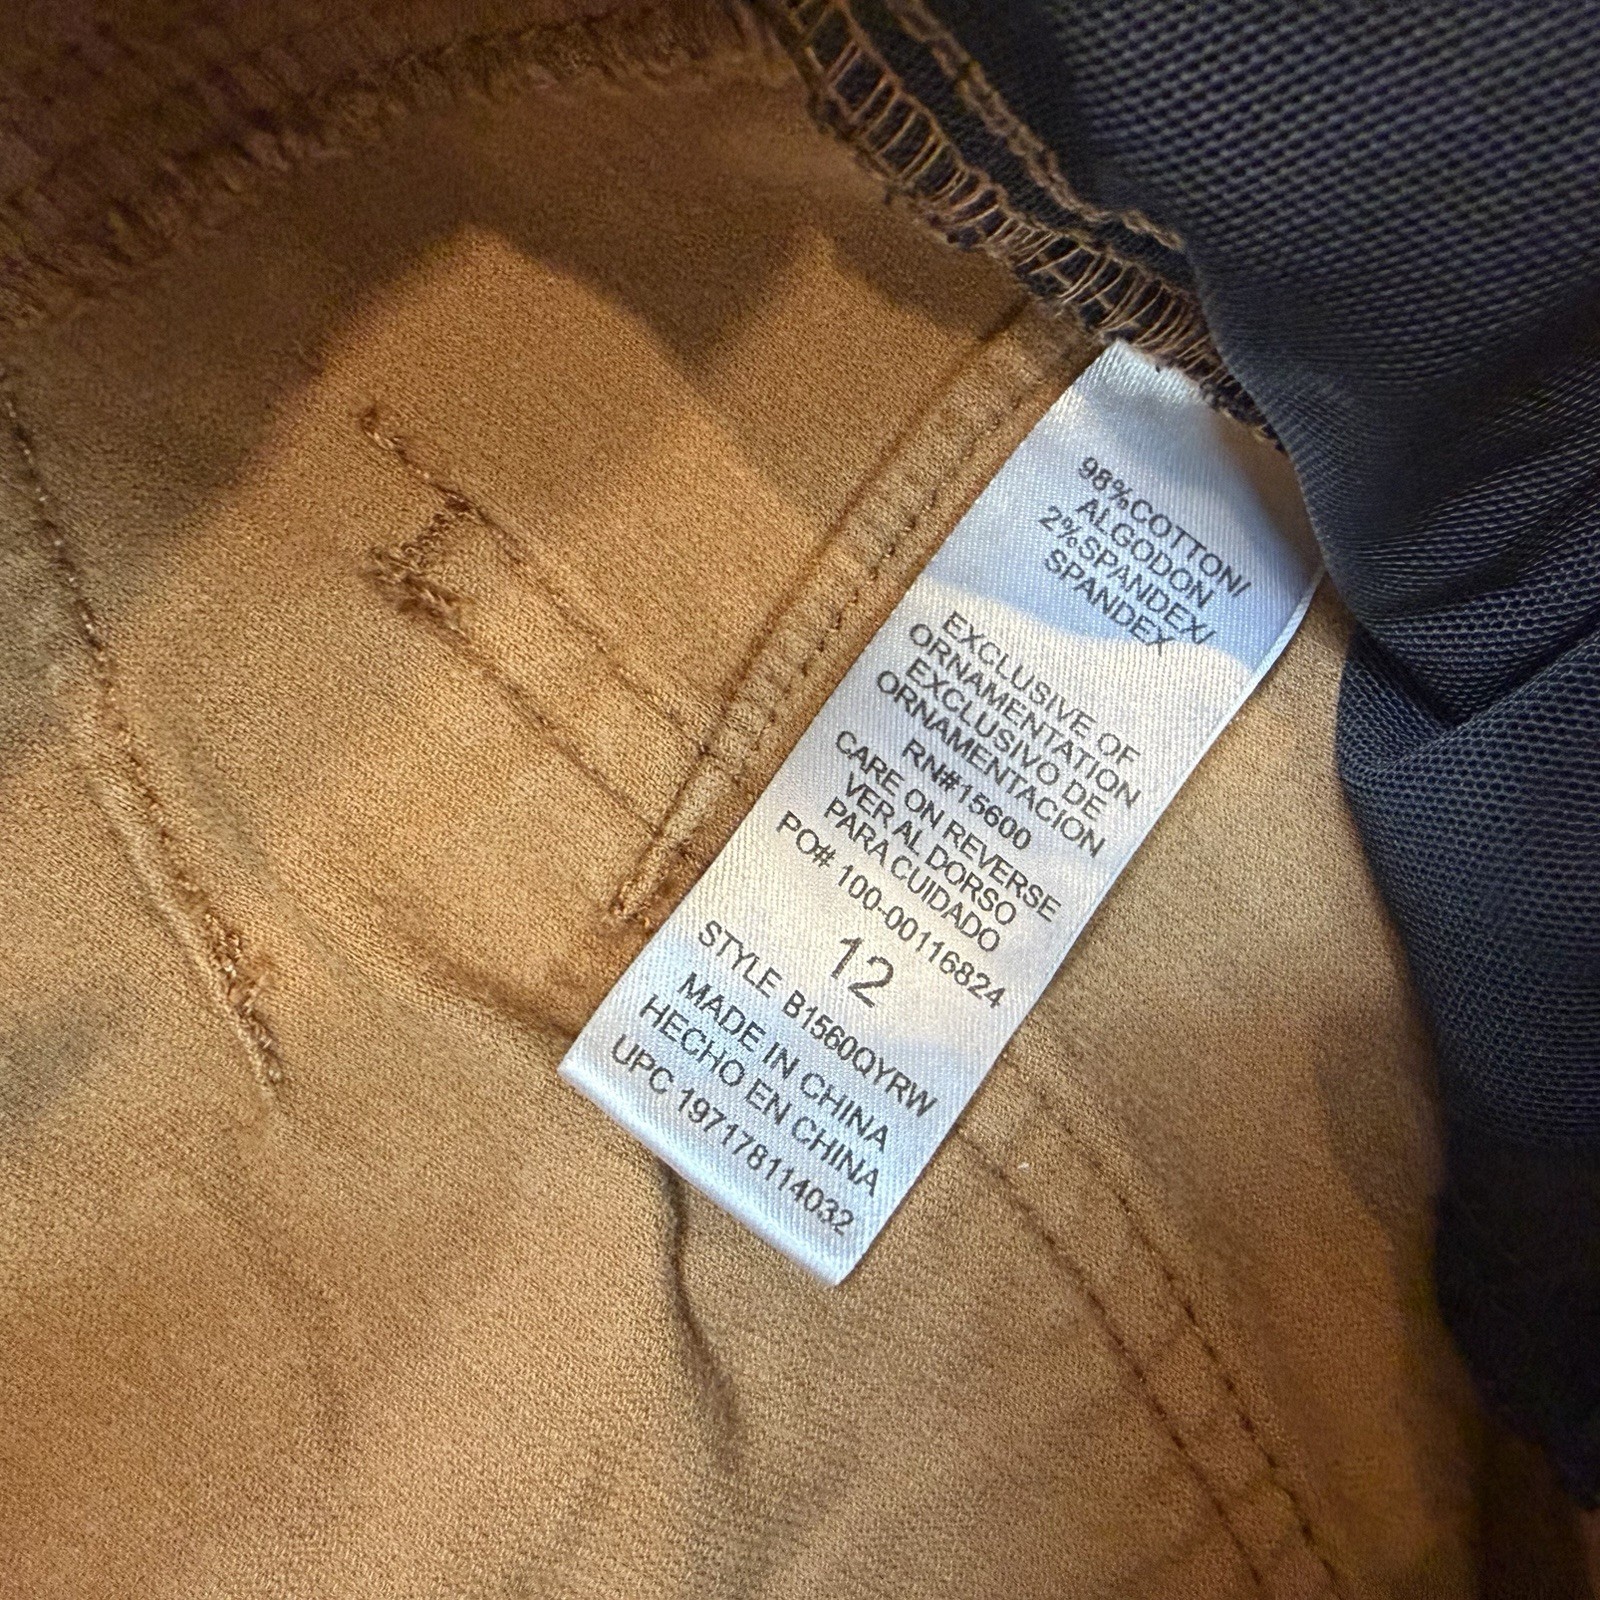 98%COTTON/
ALGODON
2%SPANDEX/
SPANDEX
EXCLUSIVE OF
ORNAMENTATION
EXCLUSIVO DE
ORNAMENTACION
RN#15600
CARE ON REVERSE
VER AL DORSO
PARA CUIDADO
PO# 100-00116824
12
STYLE B1560QYRW
MADE IN CHINA
HECHO EN CHINA
UPC 197178114032